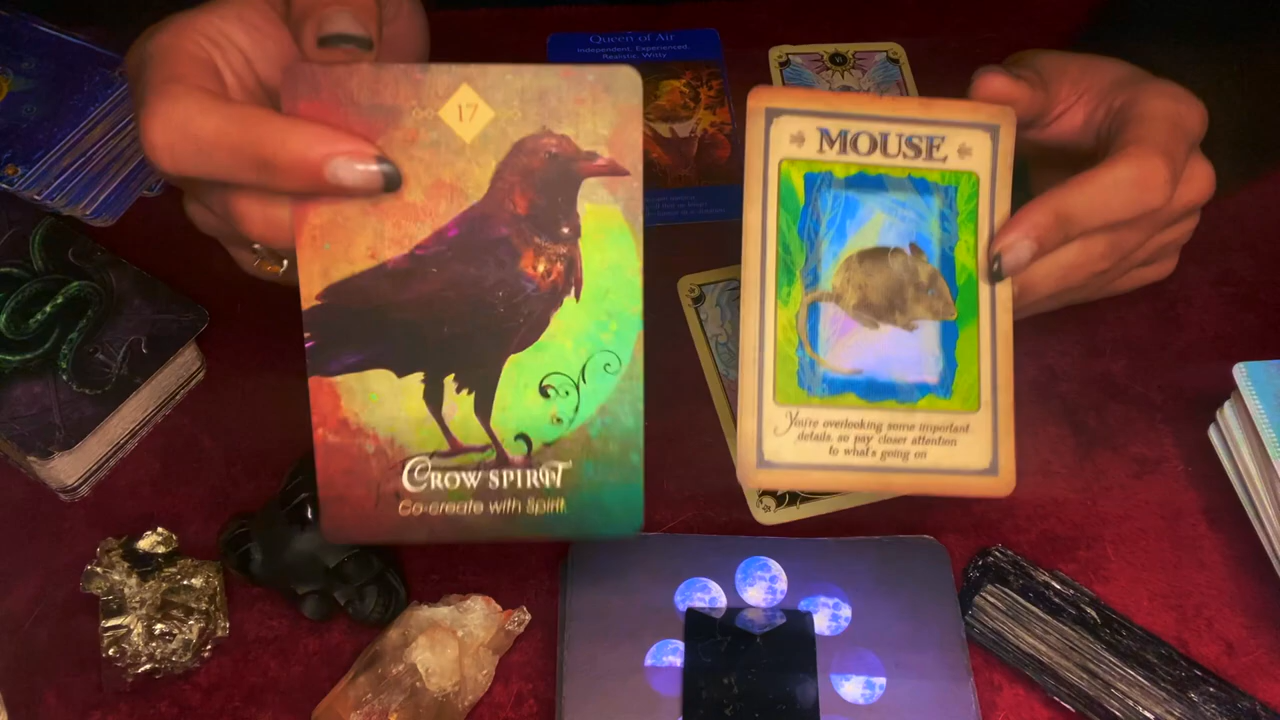 Queen of Air
Independent, Experienced,
Realistic, Witty
17
CROW SPIRIT
Co-create with Spirit
MOUSE
You're overlooking some important
details, so pay closer attention
to what's going on